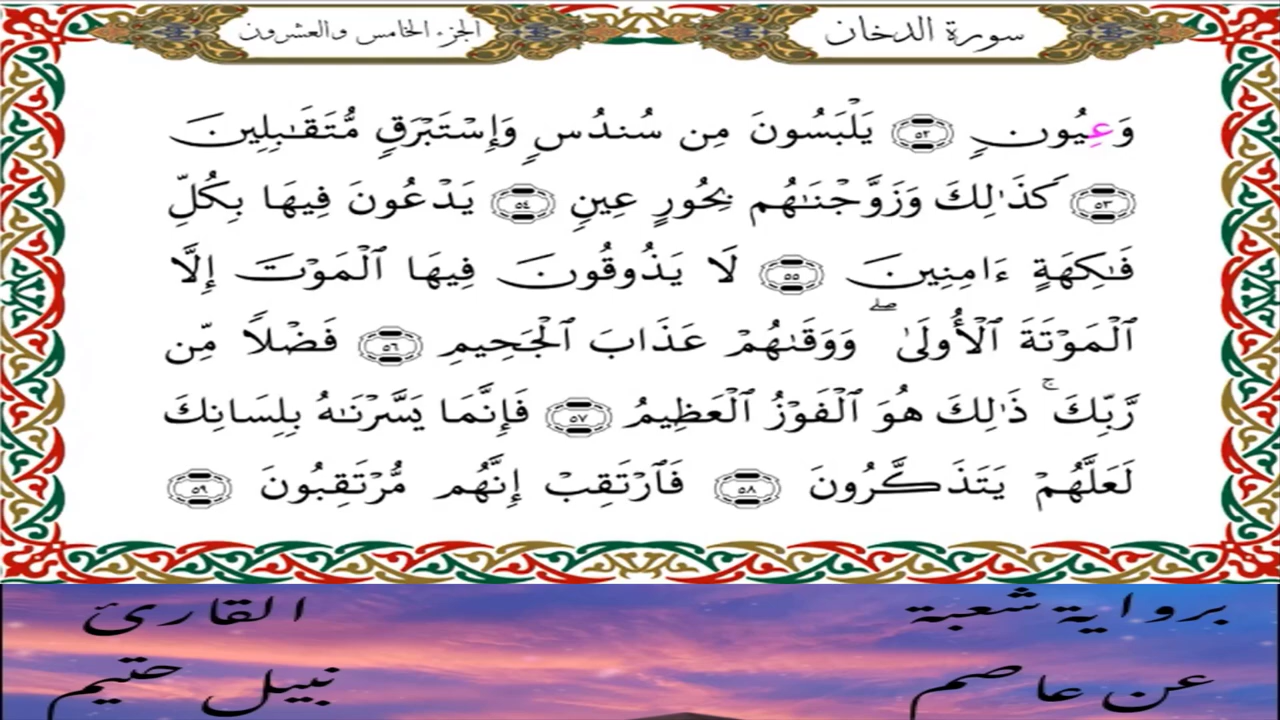 سورة الدخان
الجزء الخامس والعشرون
وَعِيُونٍ ٥٢ يَلْبَسُونَ مِن سُندُسٍ وَإِسْتَبْرَقٍ مُّتَقَـٰبِلِينَ
٥٣ كَذَٰلِكَ وَزَوَّجْنَـٰهُم بِحُورٍ عِينٍ ٥٤ يَدْعُونَ فِيهَا بِكُلِّ
فَـٰكِهَةٍ ءَامِنِينَ ٥٥ لَا يَذُوقُونَ فِيهَا ٱلْمَوْتَ إِلَّا
ٱلْمَوْتَةَ ٱلْأُولَىٰ ۖ وَوَقَىٰهُمْ عَذَابَ ٱلْجَحِيمِ ٥٦ فَضْلًا مِّن
رَّبِّكَ ۚ ذَٰلِكَ هُوَ ٱلْفَوْزُ ٱلْعَظِيمُ ٥٧ فَإِنَّمَا يَسَّرْنَـٰهُ بِلِسَانِكَ
لَعَلَّهُمْ يَتَذَكَّرُونَ ٥٨ فَٱرْتَقِبْ إِنَّهُم مُّرْتَقِبُونَ ٥٩
برواية شعبة
عن عاصم
القارئ
نبيل حتيم